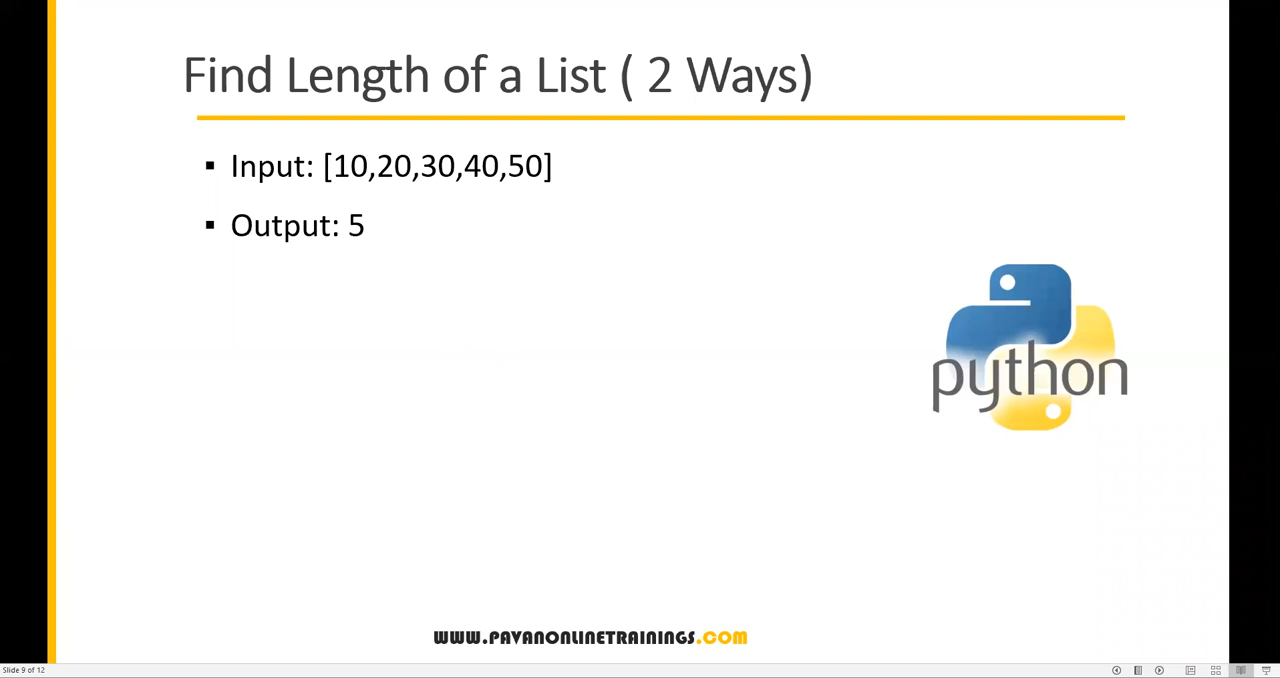 Find Length of a List ( 2 Ways)
▪ Input: [10,20,30,40,50]
▪ Output: 5
python
WWW.PAVANONLINETRAININGS.COM
Slide 9 of 12